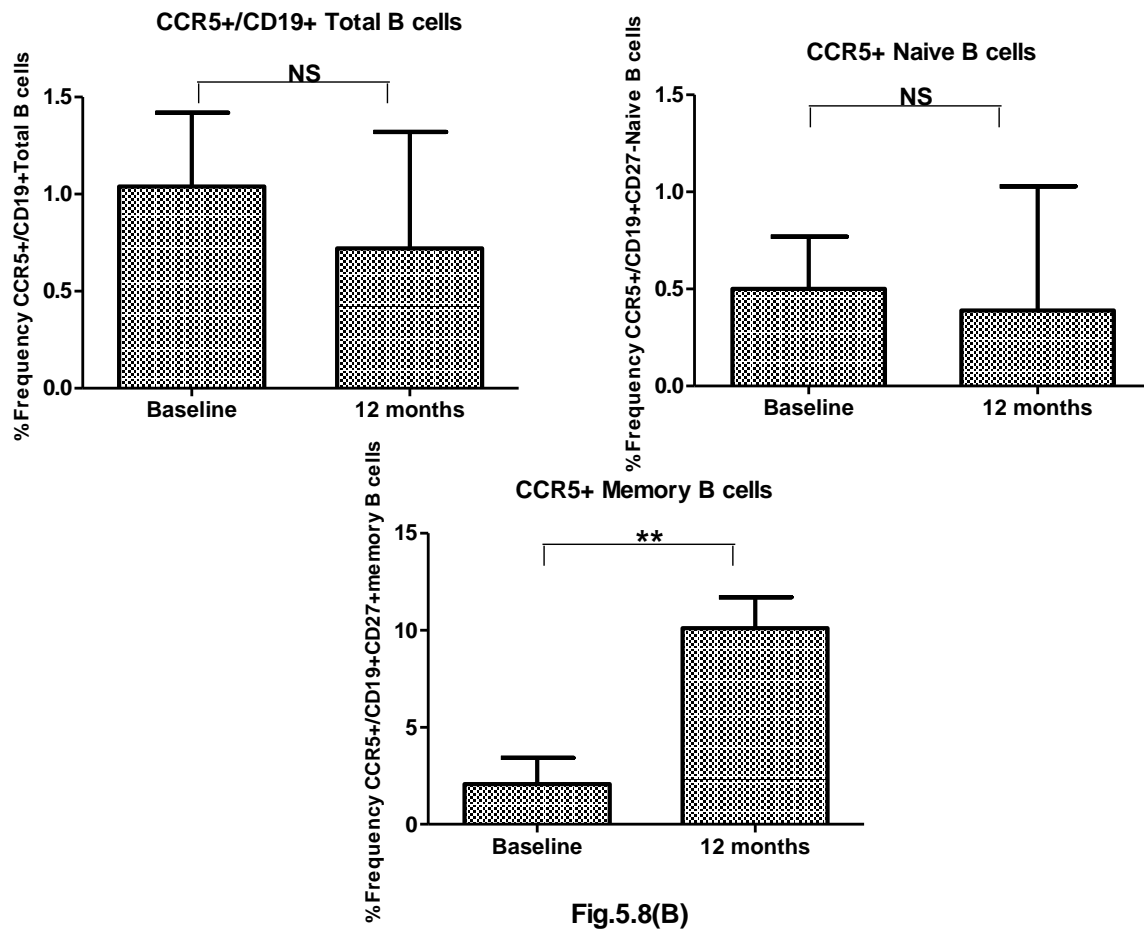 CCR5+/CD19+ Total B cells
%Frequency CCR5+/CD19+Total B cells
NS
1.5
1.0
0.5
0.0
Baseline
12 months
CCR5+ Naive B cells
%Frequency CCR5+/CD19+CD27-Naive B cells
NS
1.5
1.0
0.5
0.0
Baseline
12 months
CCR5+ Memory B cells
%Frequency CCR5+/CD19+CD27+memory B cells
**
15
10
5
0
Baseline
12 months
Fig.5.8(B)